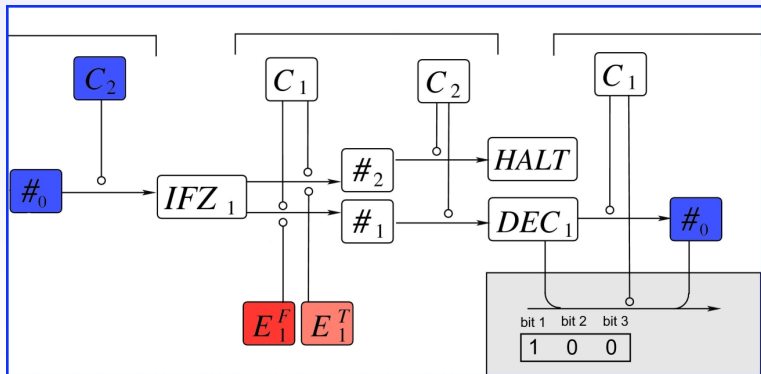 C₂ C₁ C₂ C₁
#₀ IFZ₁ #₂ HALT
#₁ DEC₁ #₀
E₁ᶠ E₁ᵀ
bit 1 bit 2 bit 3
1 0 0